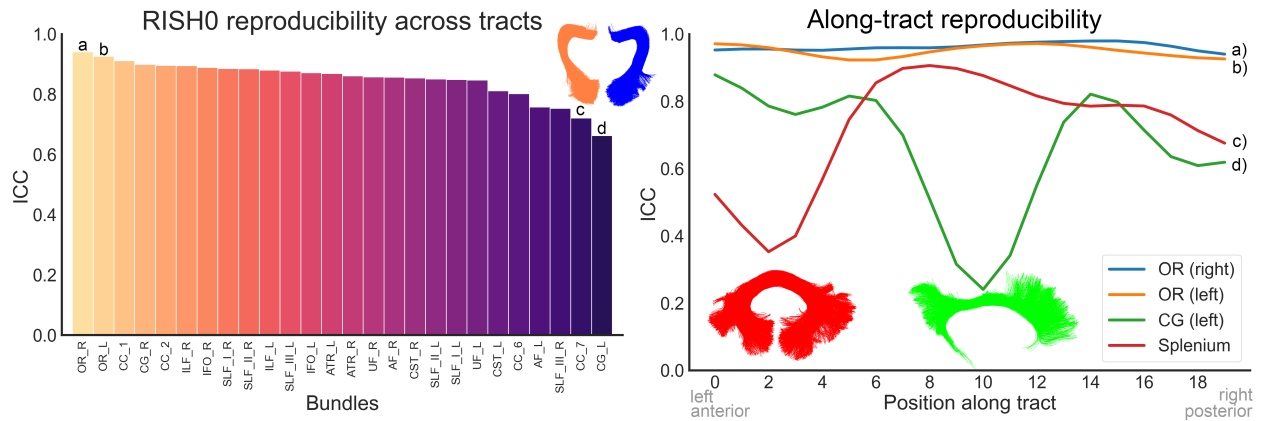 RISH0 reproducibility across tracts
ICC
1.0
0.8
0.6
0.4
0.2
0.0
a
b
c
d
OR_R
OR_L
CC_1
CG_R
CC_2
ILF_R
IFO_R
SLF_I_R
SLF_II_R
ILF_L
SLF_III_L
IFO_L
ATR_L
ATR_R
UF_R
AF_R
CST_R
SLF_II_L
SLF_I_L
UF_L
CST_L
CC_6
AF_L
SLF_III_R
CC_7
CG_L
Bundles
Along-tract reproducibility
ICC
1.0
0.8
0.6
0.4
0.2
0.0
a)
b)
c)
d)
OR (right)
OR (left)
CG (left)
Splenium
0 2 4 6 8 10 12 14 16 18
left
anterior
Position along tract
right
posterior